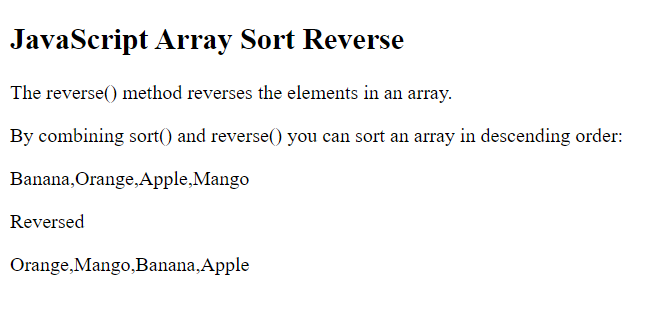 JavaScript Array Sort Reverse
The reverse() method reverses the elements in an array.
By combining sort() and reverse() you can sort an array in descending order:
Banana,Orange,Apple,Mango
Reversed
Orange,Mango,Banana,Apple